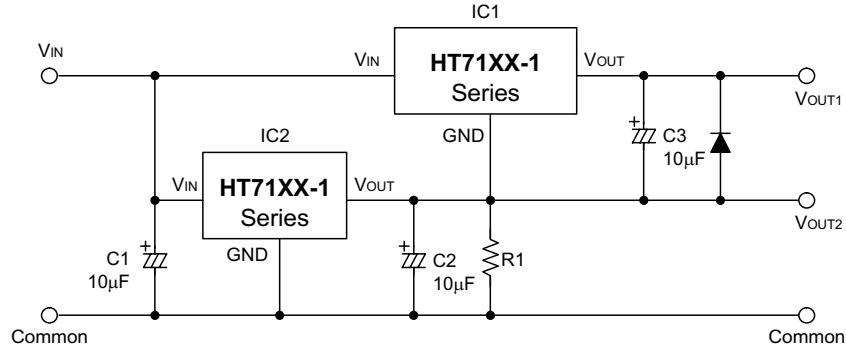 IC1
VIN
VIN
HT71XX-1
Series
VOUT
GND
VOUT1
C3
10µF
IC2
VIN
HT71XX-1
Series
VOUT
GND
VOUT2
C1
10µF
C2
10µF
R1
Common
Common